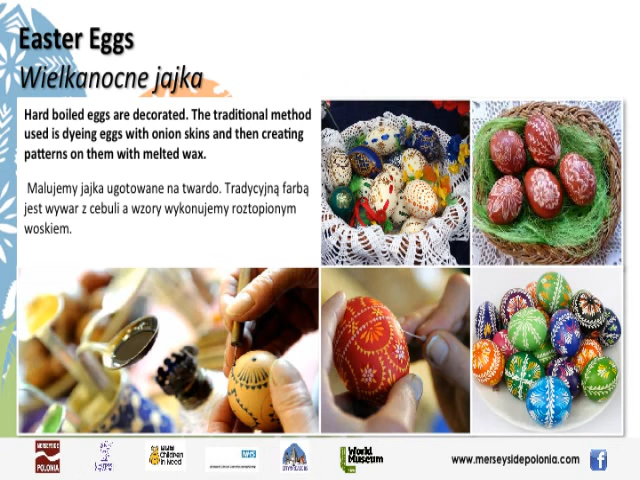 Easter Eggs
Wielkanocne jajka
Hard boiled eggs are decorated. The traditional method
used is dyeing eggs with onion skins and then creating
patterns on them with melted wax.
Malujemy jajka ugotowane na twardo. Tradycyjną farbą
jest wywar z cebuli a wzory wykonujemy roztopionym
woskiem.
MERSEYSIDE
POLONIA
Children
in Need
NHS
World
Museum
www.merseysidepolonia.com
f